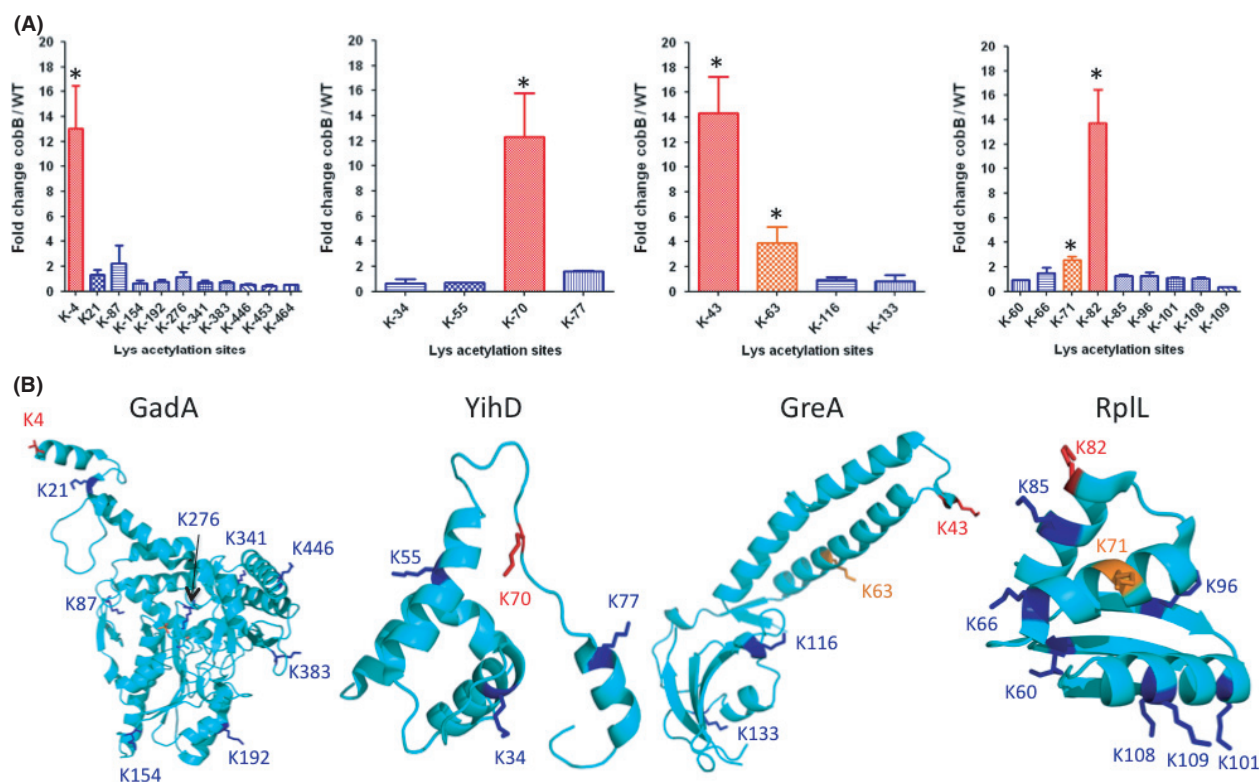 (A)
Fold change cobB / WT
20
18
16
14
12
10
8
6
4
2
0
*
K-4
K21
K-87
K-154
K-192
K-276
K-341
K-383
K-446
K-453
K-464
Lys acetylation sites
Fold change cobB / WT
20
18
16
14
12
10
8
6
4
2
0
*
K-34
K-55
K-70
K-77
Lys acetylation sites
Fold change cobB / WT
20
18
16
14
12
10
8
6
4
2
0
*
*
K-43
K-63
K-116
K-133
Lys acetylation sites
Fold change cobB / WT
20
18
16
14
12
10
8
6
4
2
0
*
*
K-60
K-66
K-71
K-82
K-85
K-96
K-101
K-108
K-109
Lys acetylation sites
(B)
GadA
K4
K21
K276
K341
K446
K87
K383
K192
K154
YihD
K55
K70
K77
K34
GreA
K43
K63
K116
K133
RplL
K82
K85
K71
K96
K66
K60
K108
K109
K101